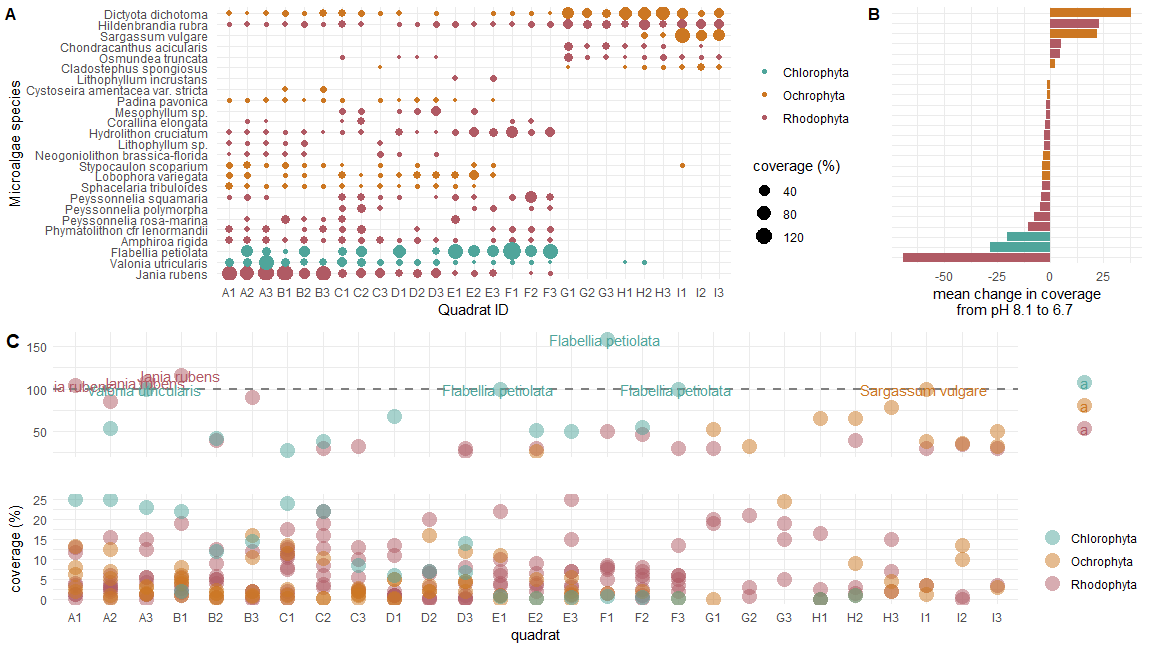 A
Microalgae species
Dictyota dichotoma
Hildenbrandia rubra
Sargassum vulgare
Chondracanthus acicularis
Osmundea truncata
Cladostephus spongiosus
Lithophyllum incrustans
Cystoseira amentacea var. stricta
Padina pavonica
Mesophyllum sp.
Corallina elongata
Hydrolithon cruciatum
Lithophyllum sp.
Neogoniolithon brassica-florida
Stypocaulon scoparium
Lobophora variegata
Sphacelaria tribuloides
Peyssonnelia squamaria
Peyssonnelia polymorpha
Peyssonnelia rosa-marina
Phymatolithon cfr lenormandii
Amphiroa rigida
Flabellia petiolata
Valonia utricularis
Jania rubens
A1 A2 A3 B1 B2 B3 C1 C2 C3 D1 D2 D3 E1 E2 E3 F1 F2 F3 G1 G2 G3 H1 H2 H3 I1 I2 I3
Quadrat ID
Chlorophyta
Ochrophyta
Rhodophyta
coverage (%)
40
80
120
B
-50 -25 0 25
mean change in coverage
from pH 8.1 to 6.7
C
150
100
50
Flabellia petiolata
Jania rubens
Jania rubens
ia rubens
Valonia utricularis
Flabellia petiolata
Flabellia petiolata
Sargassum vulgare
a
a
a
coverage (%)
25
20
15
10
5
0
A1 A2 A3 B1 B2 B3 C1 C2 C3 D1 D2 D3 E1 E2 E3 F1 F2 F3 G1 G2 G3 H1 H2 H3 I1 I2 I3
quadrat
Chlorophyta
Ochrophyta
Rhodophyta